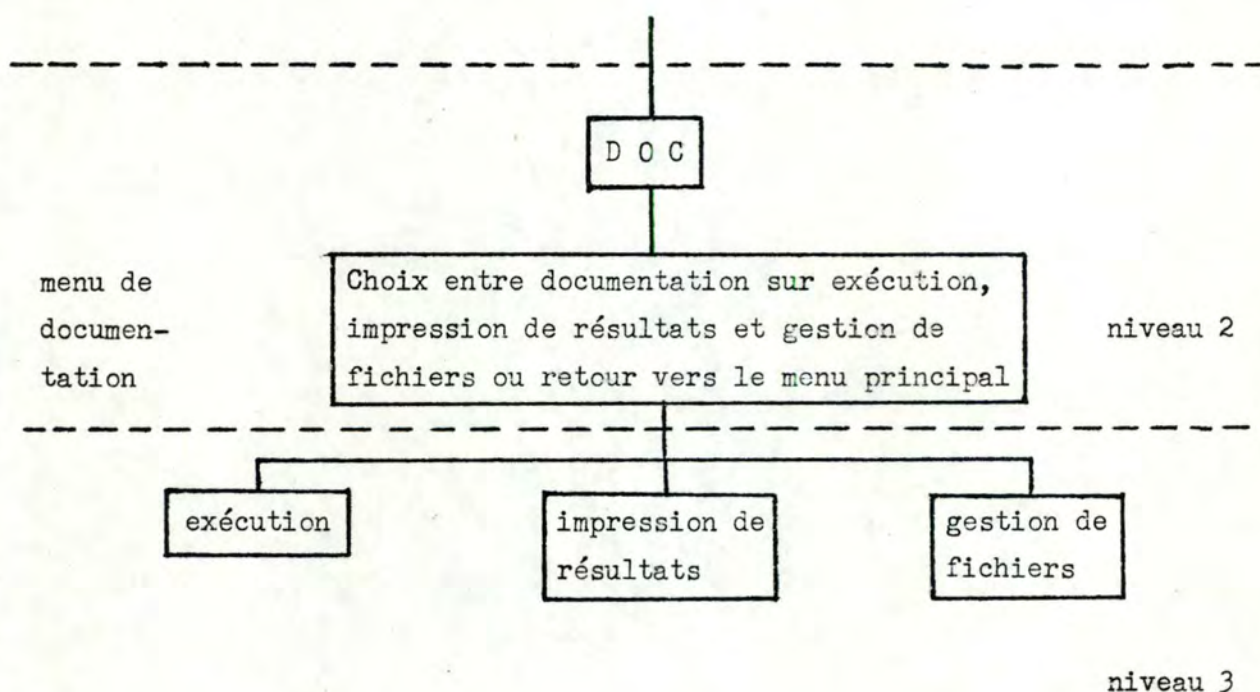 D O C
menu de
documen-
tation
Choix entre documentation sur exécution,
impression de résultats et gestion de
fichiers ou retour vers le menu principal
niveau 2
exécution
impression de
résultats
gestion de
fichiers
niveau 3